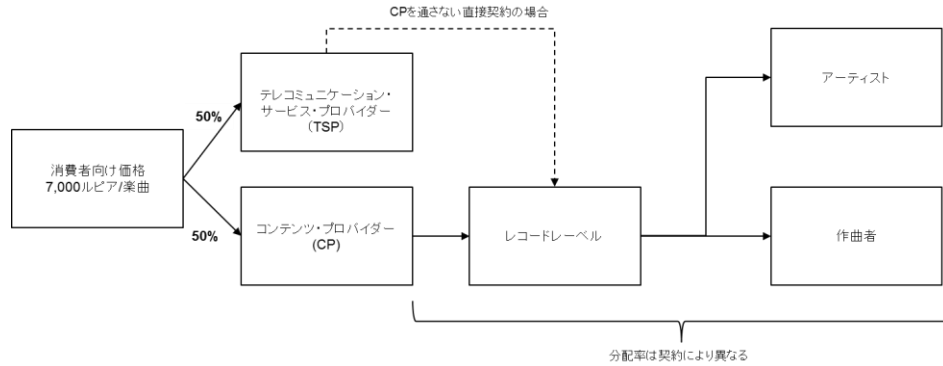 CPを通さない直接契約の場合
テレコミュニケーション・
サービス・プロバイダー
(TSP)
アーティスト
50%
消費者向け価格
7,000ルピア/楽曲
50%
コンテンツ・プロバイダー
(CP)
レコードレーベル
作曲者
分配率は契約により異なる